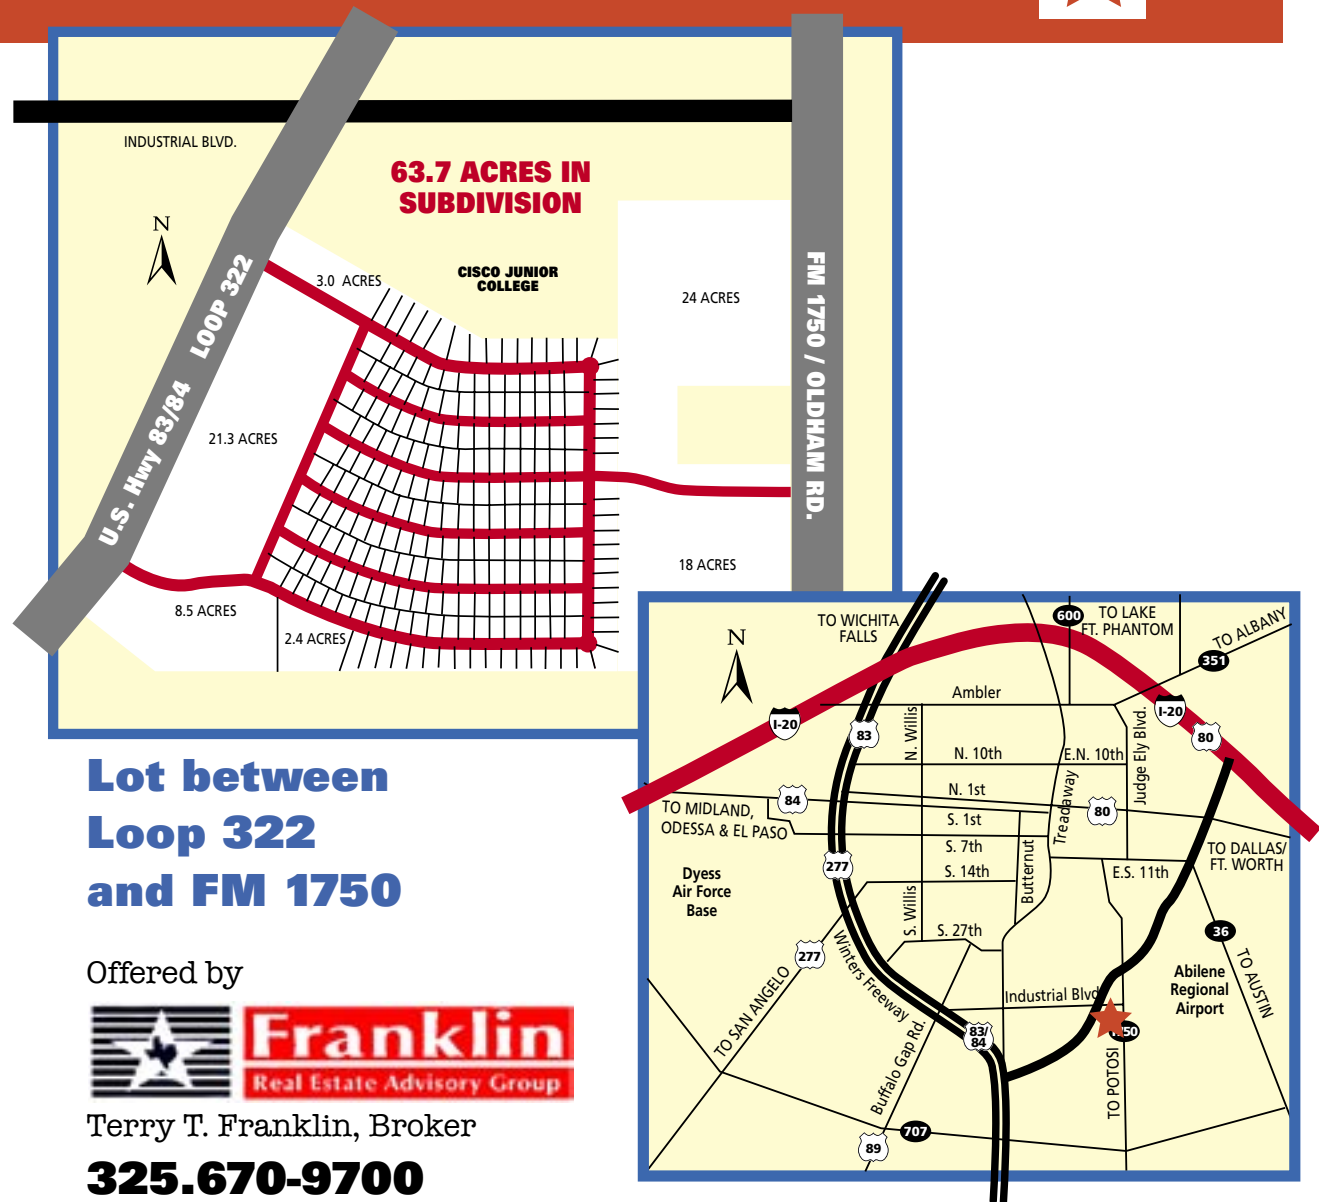 INDUSTRIAL BLVD.
63.7 ACRES IN
SUBDIVISION
N
CISCO JUNIOR
COLLEGE
3.0 ACRES
24 ACRES
U.S. Hwy 83/84 LOOP 322
FM 1750 / OLDHAM RD.
21.3 ACRES
18 ACRES
8.5 ACRES
2.4 ACRES
Lot between
Loop 322
and FM 1750
Offered by
Franklin
Real Estate Advisory Group
Terry T. Franklin, Broker
325.670-9700
TO WICHITA
FALLS
600
TO LAKE
FT. PHANTOM
TO ALBANY
351
N
Ambler
I-20
I-20
83
80
N. Willis
Judge Ely Blvd.
N. 10th
E.N. 10th
Treadaway
84
N. 1st
80
TO MIDLAND,
ODESSA & EL PASO
S. 1st
S. 7th
TO DALLAS/
FT. WORTH
277
S. 14th
Butternut
E.S. 11th
Dyess
Air Force
Base
S. Willis
S. 27th
36
277
Winters Freeway
TO AUSTIN
Abilene
Regional
Airport
TO SAN ANGELO
Industrial Blvd
83/
84
50
Buffalo Gap Rd.
TO POTOSI
707
89